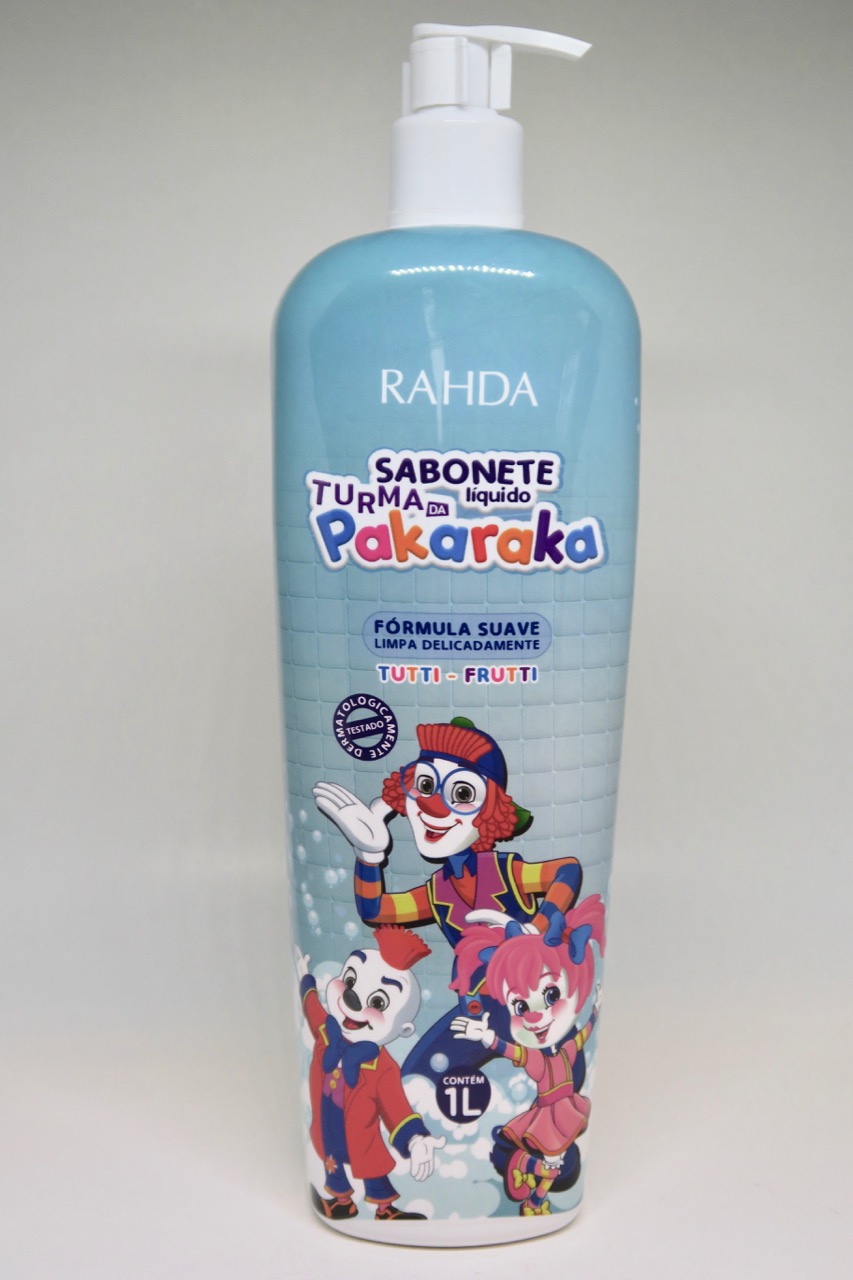 RAHDA
SABONETE
líquido
TURMA DA
Pakaraka
FÓRMULA SUAVE
LIMPA DELICADAMENTE
TUTTI - FRUTTI
DERMATOLOGICAMENTE
TESTADO
CONTÉM
1L